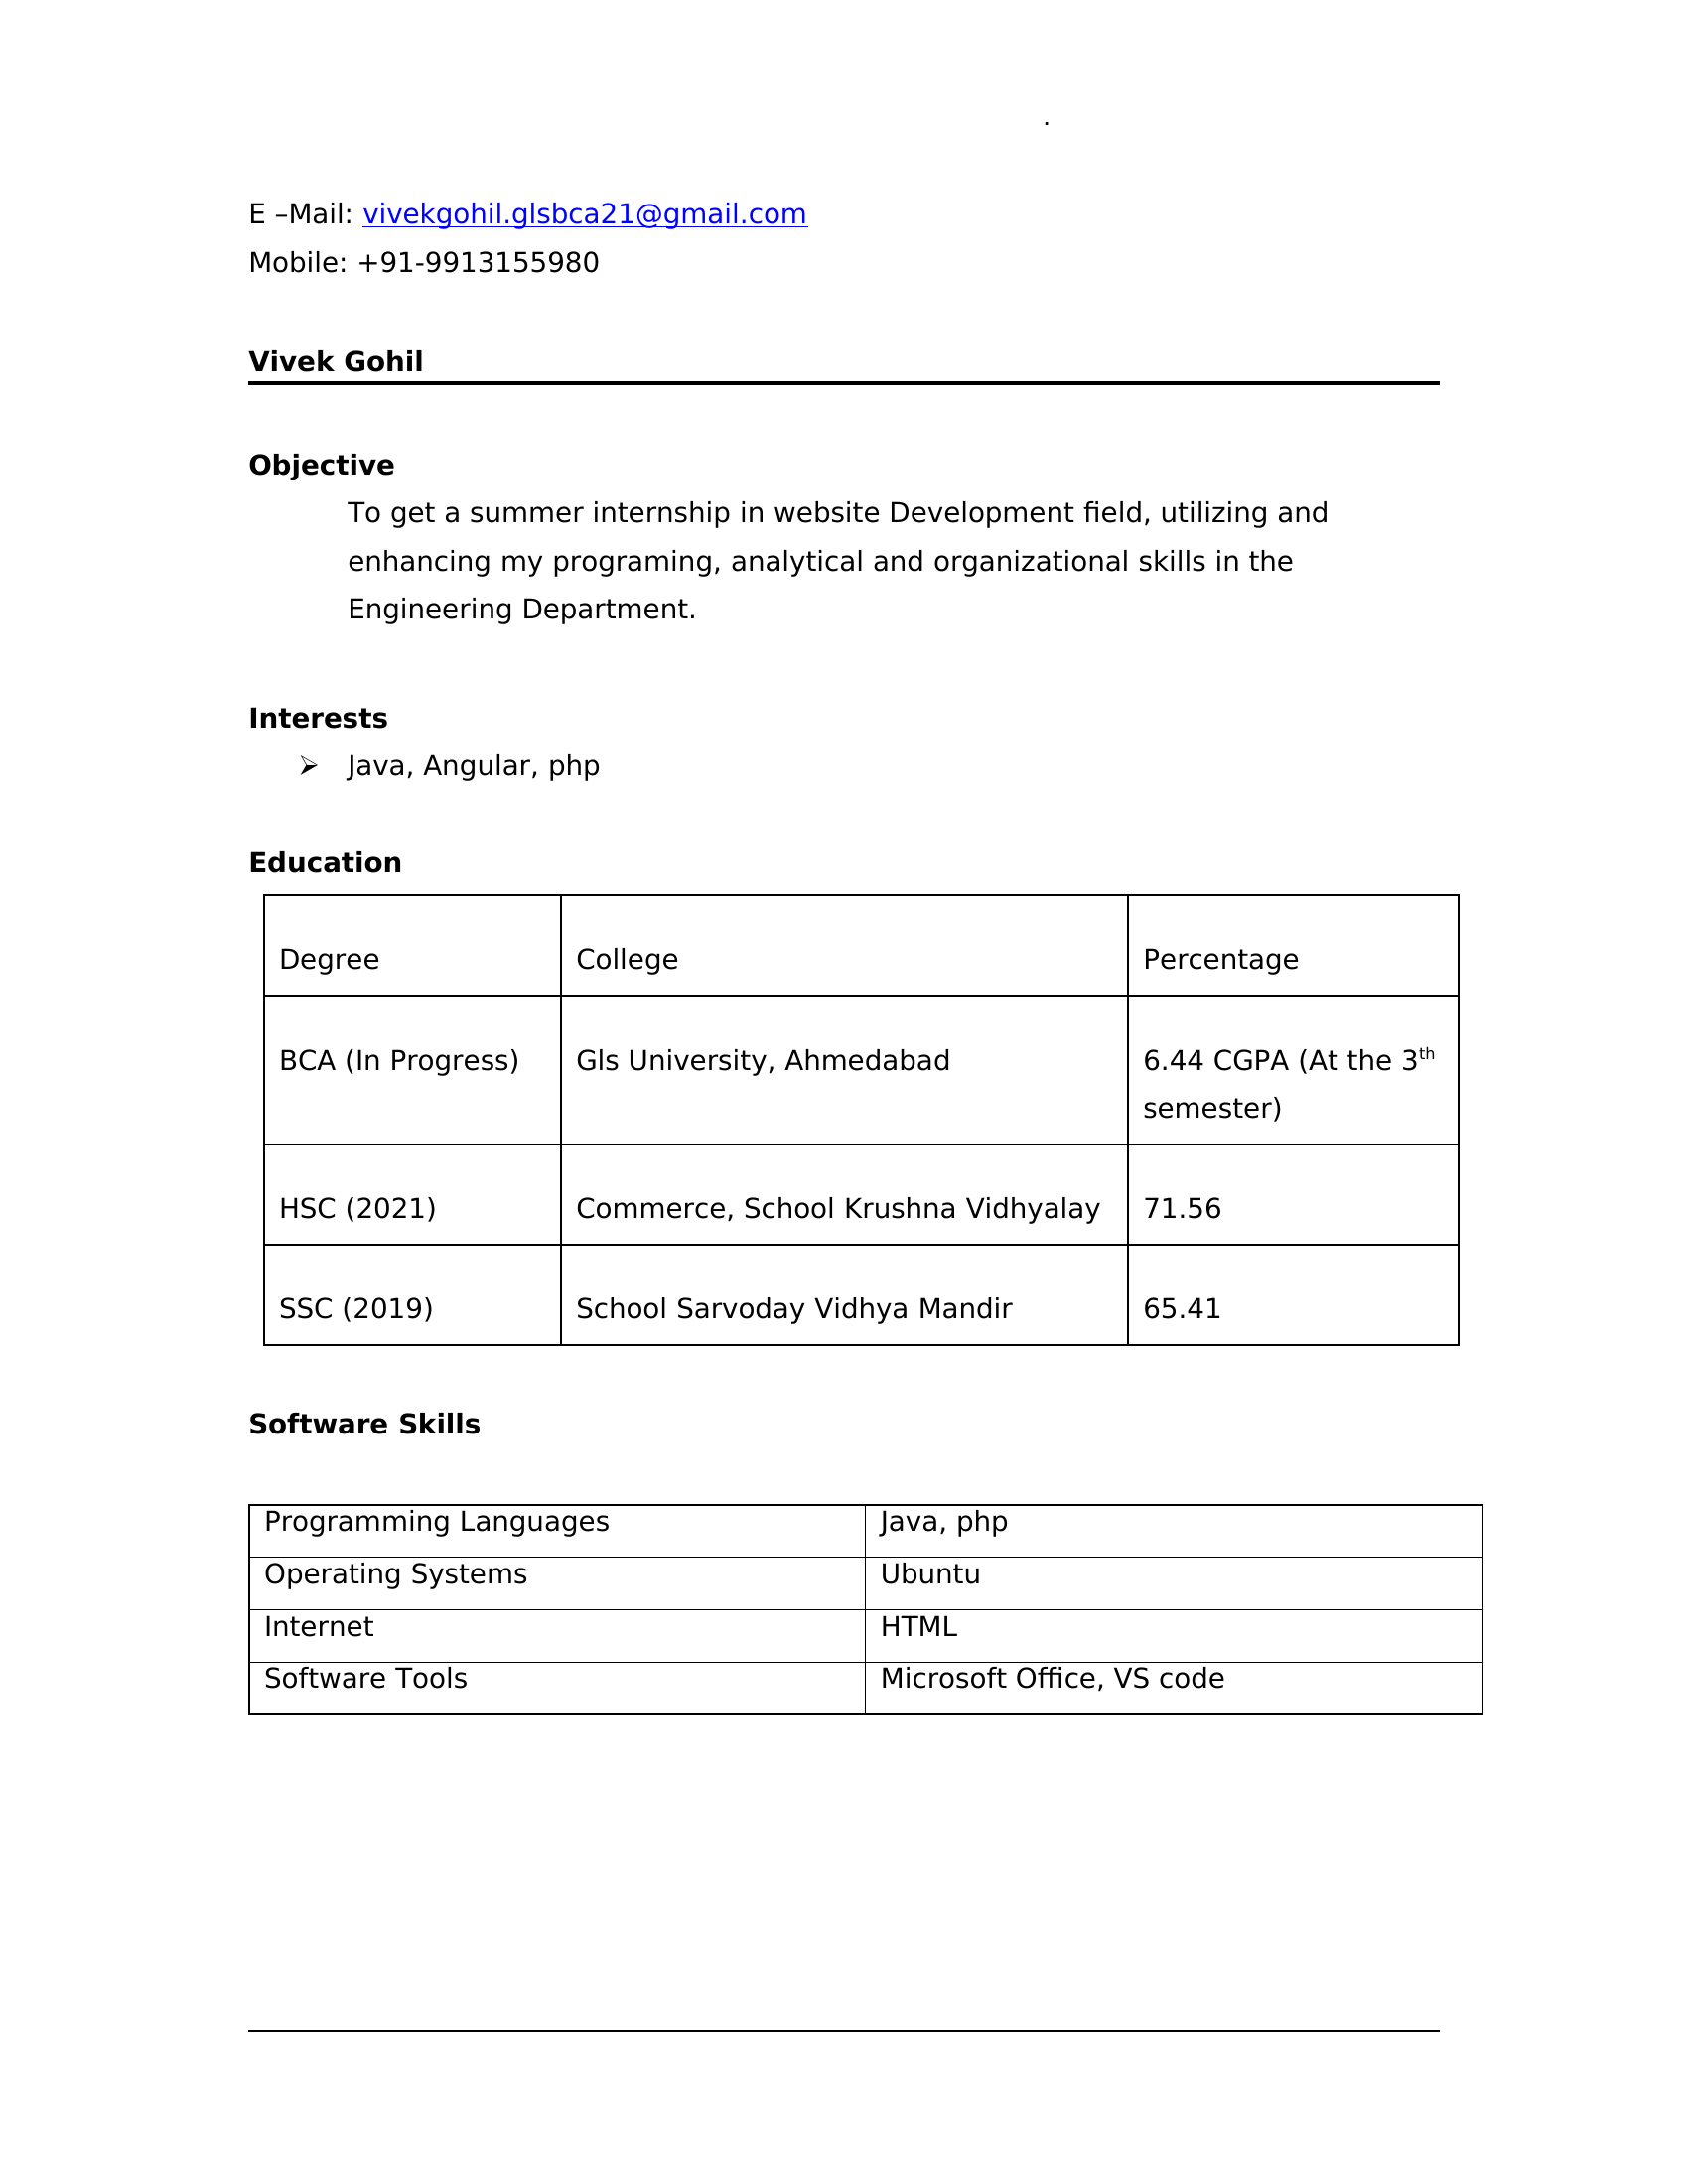 .
E –Mail: vivekgohil.glsbca21@gmail.com
Mobile: +91-9913155980
Vivek Gohil
Objective
To get a summer internship in website Development field, utilizing and
enhancing my programing, analytical and organizational skills in the
Engineering Department.
Interests
➢ Java, Angular, php
Education
Degree College Percentage
BCA (In Progress) Gls University, Ahmedabad 6.44 CGPA (At the 3th
semester)
HSC (2021) Commerce, School Krushna Vidhyalay 71.56
SSC (2019) School Sarvoday Vidhya Mandir 65.41
Software Skills
Programming Languages Java, php
Operating Systems Ubuntu
Internet HTML
Software Tools Microsoft Office, VS code